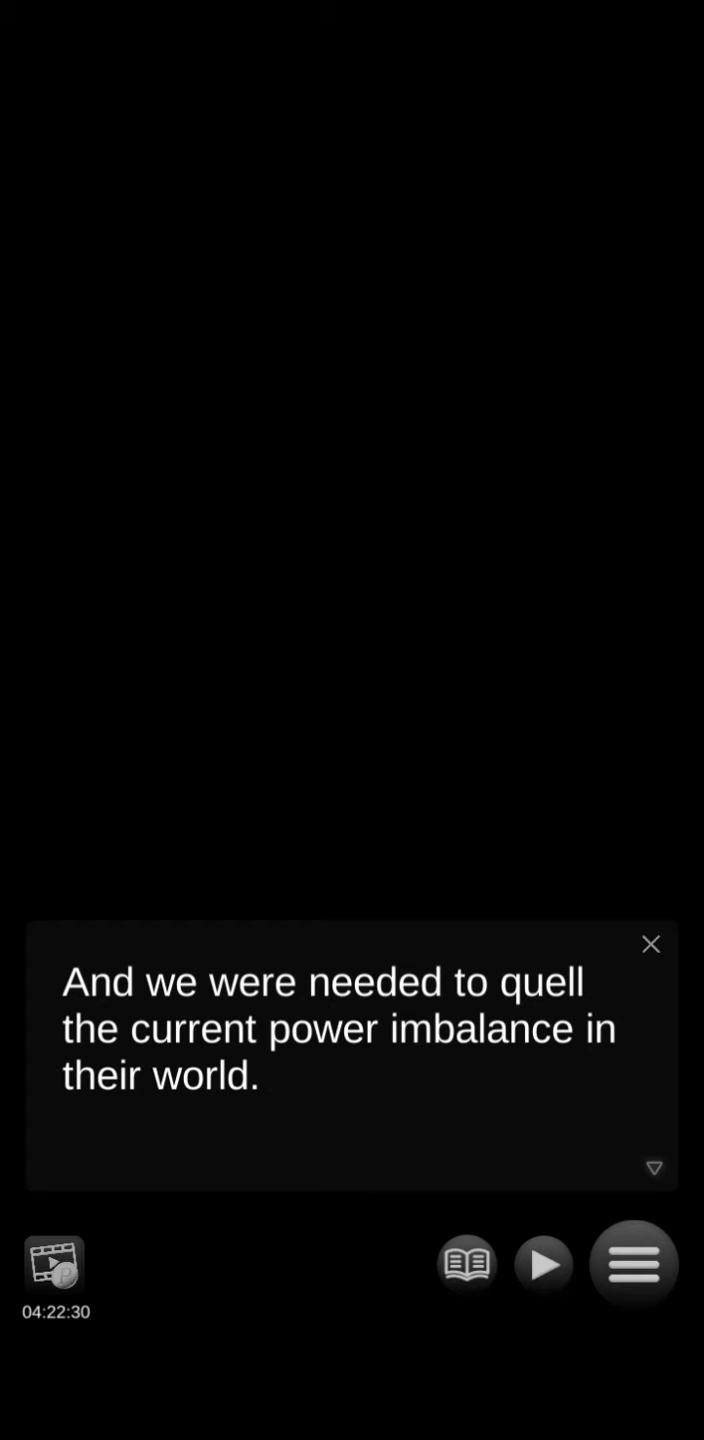 And we were needed to quell
the current power imbalance in
their world.
P
04:22:30